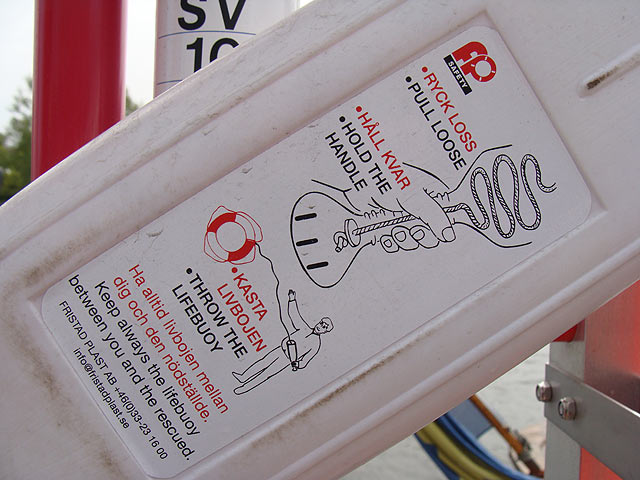 SV
10
FP
SAFETY
•RYCK LOSS
•PULL LOOSE
•HÅLL KVAR
•HOLD THE
HANDLE
•KASTA
LIVBOJEN
•THROW THE
LIFEBUOY
Ha alltid livbojen mellan
dig och den nödställde.
Keep always the lifebuoy
between you and the rescued.
FRISTAD PLAST AB +46(0)33-23 16 00
info@fristadplast.se